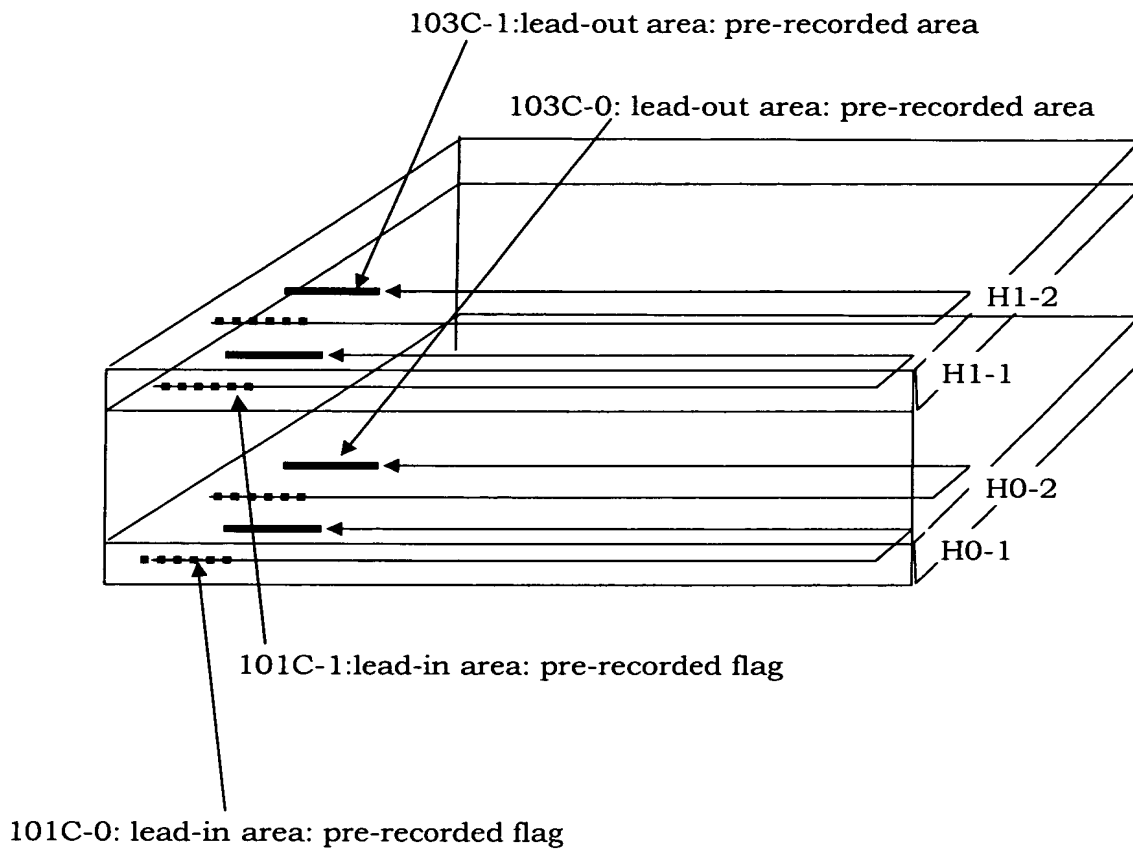 103C-1:lead-out area: pre-recorded area
103C-0: lead-out area: pre-recorded area
H1-2
H1-1
H0-2
H0-1
101C-1:lead-in area: pre-recorded flag
101C-0: lead-in area: pre-recorded flag